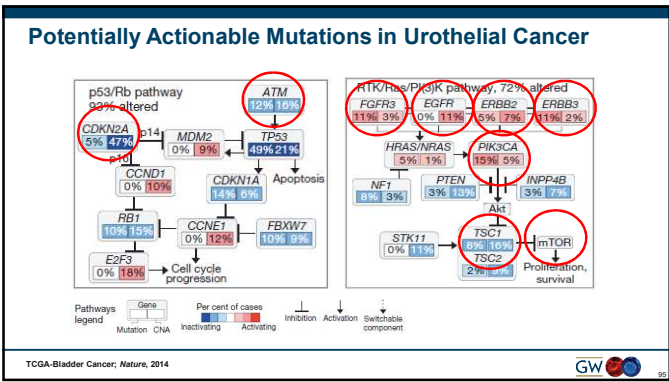 Potentially Actionable Mutations in Urothelial Cancer
p53/Rb pathway
93% altered
ATM
12% 16%
CDKN2A
5% 47%
p14
p16
MDM2
0% 9%
TP53
49% 21%
CCND1
0% 10%
CDKN1A
14% 6%
Apoptosis
RB1
10% 15%
CCNE1
0% 12%
FBXW7
10% 9%
E2F3
0% 18%
Cell cycle
progression
RTK/Ras/PI(3)K pathway, 72% altered
FGFR3
11% 3%
EGFR
0% 11%
ERBB2
5% 7%
ERBB3
11% 2%
HRAS/NRAS
5% 1%
PIK3CA
15% 5%
NF1
8% 3%
PTEN
3% 13%
INPP4B
3% 7%
Akt
STK11
0% 11%
TSC1
8% 16%
mTOR
TSC2
2%
Proliferation,
survival
Pathways
legend
Gene
Mutation CNA
Per cent of cases
Inactivating Activating
Inhibition Activation Switchable
component
TCGA-Bladder Cancer; Nature, 2014
GW
95